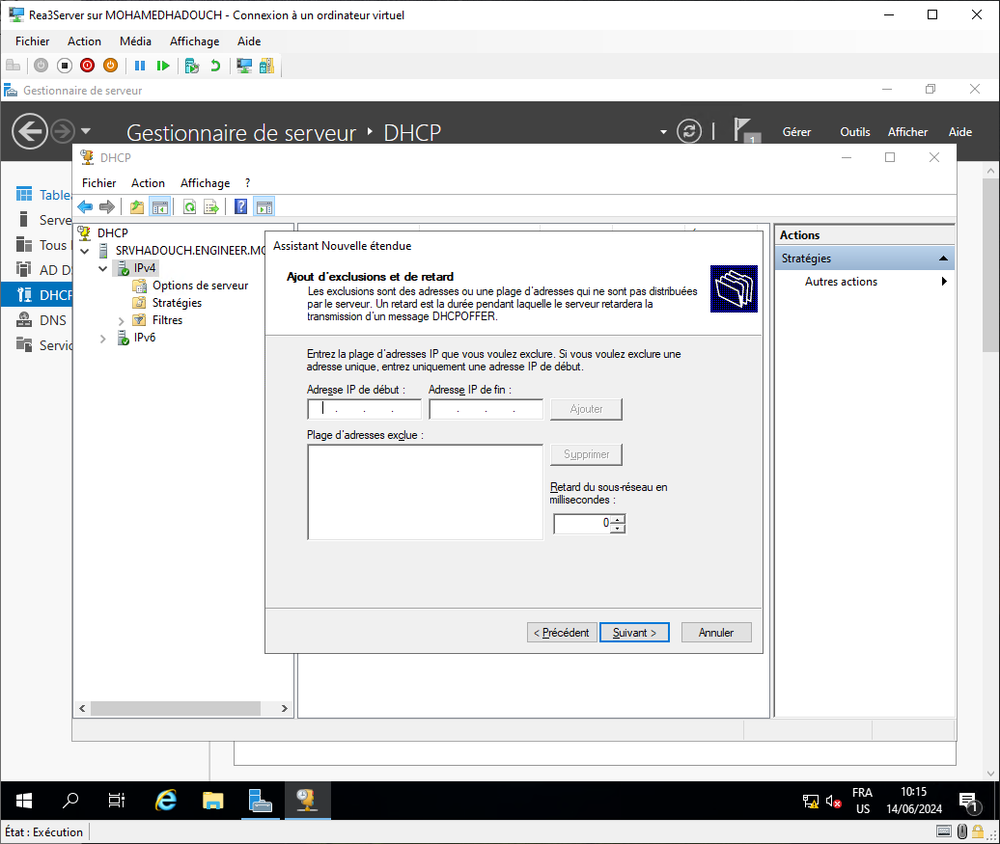 Rea3Server sur MOHAMEDHADOUCH - Connexion à un ordinateur virtuel
Fichier Action Média Affichage Aide
Gestionnaire de serveur
Gestionnaire de serveur DHCP
1
Gérer Outils Afficher Aide
DHCP
Fichier Action Affichage ?
Table
Serve
Tous
AD D
DHCP
DNS
Servic
DHCP
SRVHADOUCH.ENGINEER.MO
IPv4
Options de serveur
Stratégies
Filtres
IPv6
Assistant Nouvelle étendue
Ajout d'exclusions et de retard
Les exclusions sont des adresses ou une plage d'adresses qui ne sont pas distribuées
par le serveur. Un retard est la durée pendant laquelle le serveur retardera la
transmission d'un message DHCPOFFER.
Entrez la plage d'adresses IP que vous voulez exclure. Si vous voulez exclure une
adresse unique, entrez uniquement une adresse IP de début.
Adresse IP de début : Adresse IP de fin :
. . . . . . Ajouter
Plage d'adresses exclue :
Supprimer
Retard du sous-réseau en
millisecondes :
0
< Précédent Suivant > Annuler
Actions
Stratégies
Autres actions
FRA
US
10:15
14/06/2024
1
État : Exécution